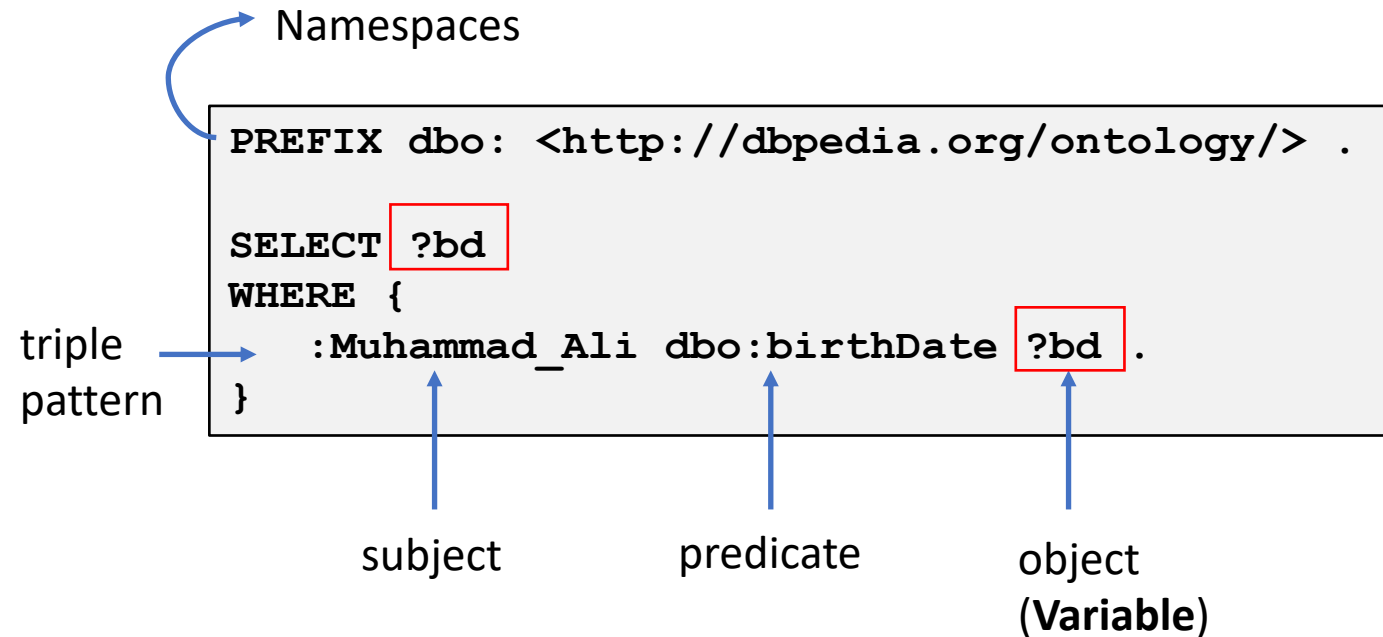 Namespaces
PREFIX dbo: <http://dbpedia.org/ontology/> .
SELECT ?bd
WHERE {
triple
pattern
:Muhammad_Ali dbo:birthDate ?bd .
}
subject
predicate
object
(Variable)